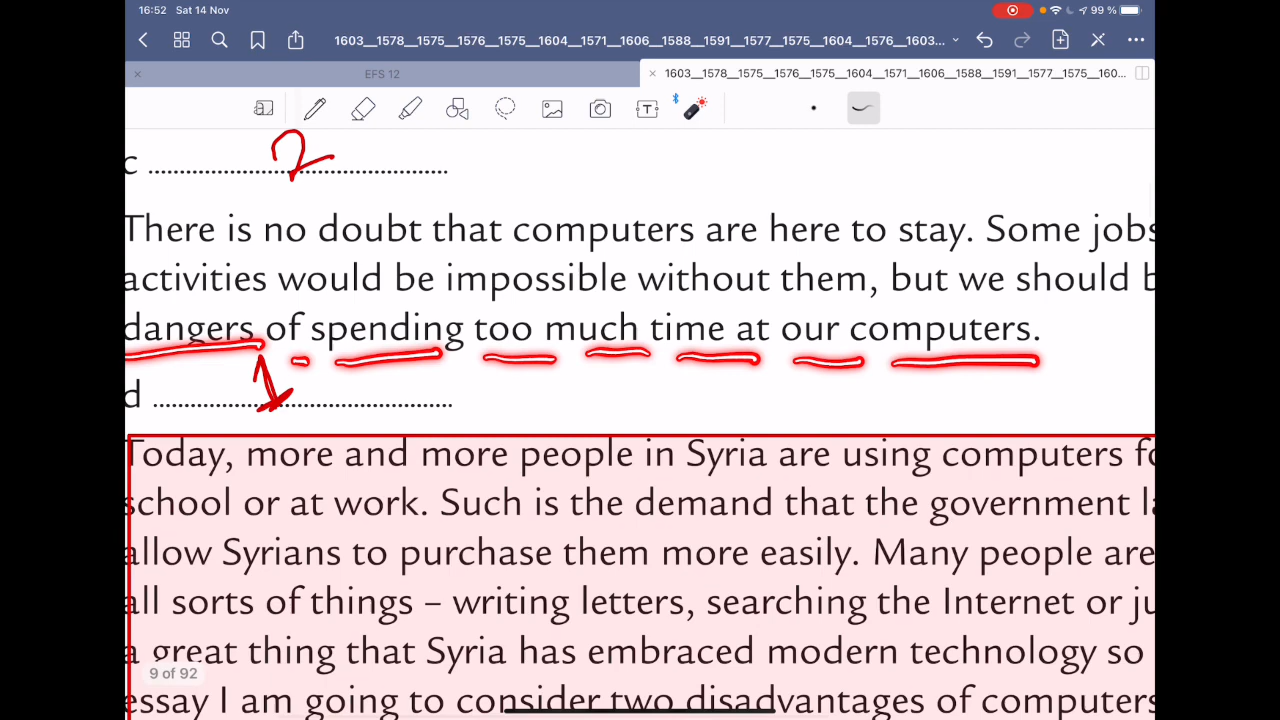 16:52 Sat 14 Nov 99 %
1603__1578__1575__1576__1575__1604__1571__1606__1588__1591__1577__1575__1604__1576__1603...
EFS 12
1603__1578__1575__1576__1575__1604__1571__1606__1588__1591__1577__1575__1604__1576__160...
T
c ................................................ 2
There is no doubt that computers are here to stay. Some jobs
activities would be impossible without them, but we should b
dangers of spending too much time at our computers.
d ................................................ 1
Today, more and more people in Syria are using computers fo
school or at work. Such is the demand that the government la
allow Syrians to purchase them more easily. Many people are
all sorts of things – writing letters, searching the Internet or ju
a great thing that Syria has embraced modern technology so
9 of 92
essay I am going to consider two disadvantages of computers